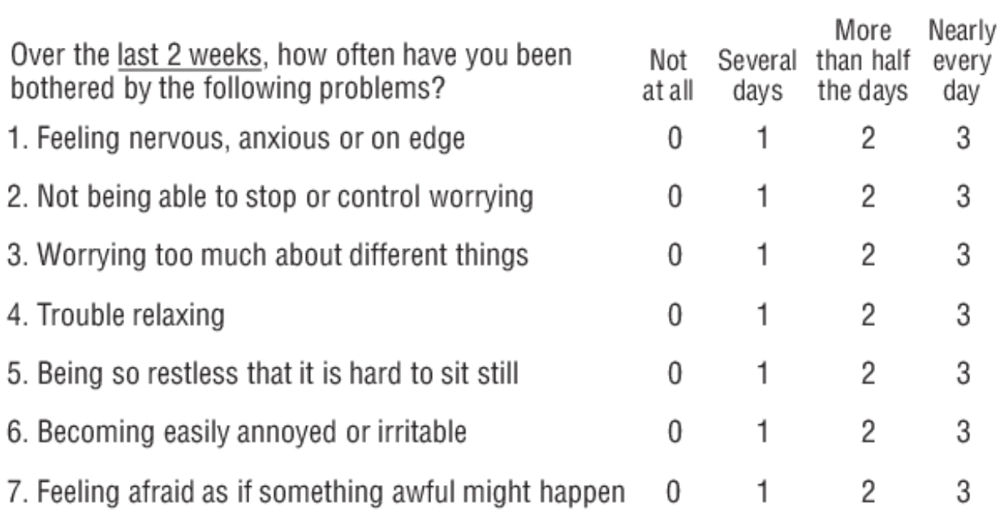 Over the last 2 weeks, how often have you been
bothered by the following problems?
Not
at all
Several
days
More
than half
the days
Nearly
every
day
1. Feeling nervous, anxious or on edge 0 1 2 3
2. Not being able to stop or control worrying 0 1 2 3
3. Worrying too much about different things 0 1 2 3
4. Trouble relaxing 0 1 2 3
5. Being so restless that it is hard to sit still 0 1 2 3
6. Becoming easily annoyed or irritable 0 1 2 3
7. Feeling afraid as if something awful might happen 0 1 2 3